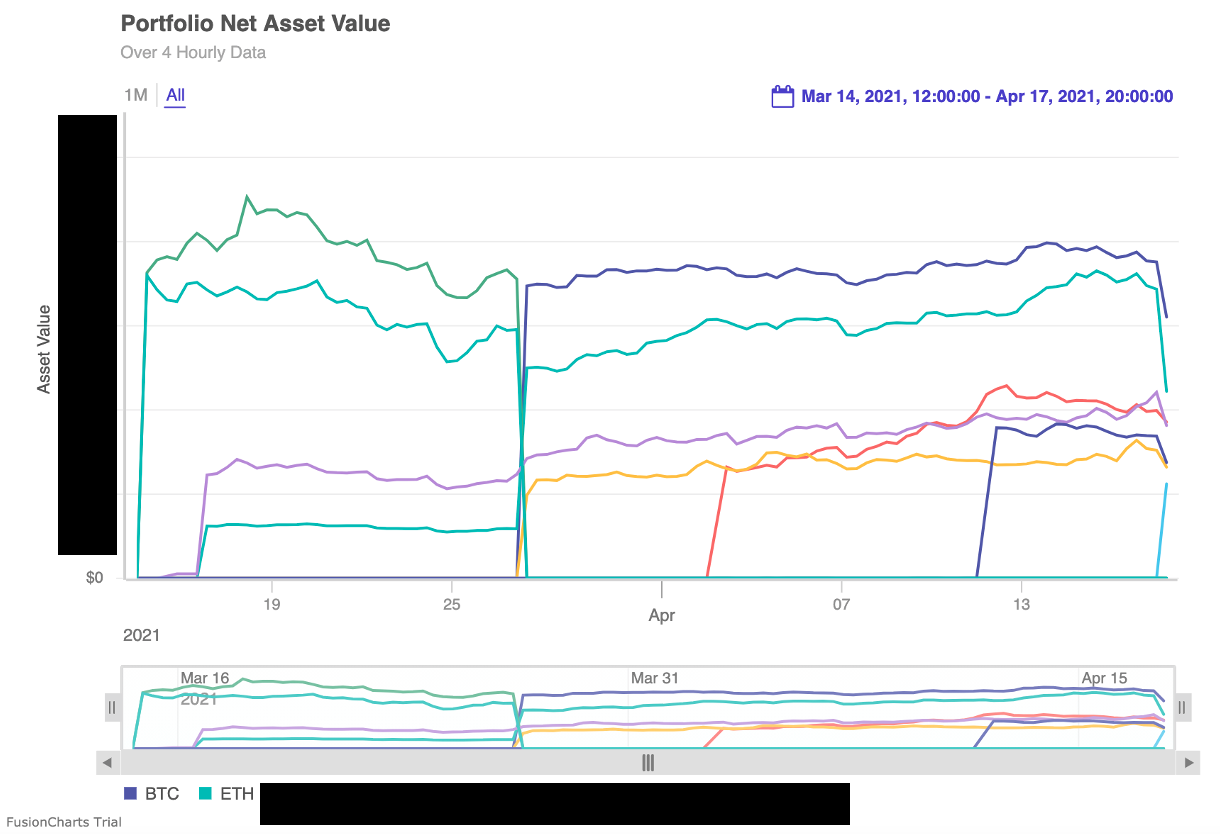 Portfolio Net Asset Value
Over 4 Hourly Data
1M All Mar 14, 2021, 12:00:00 - Apr 17, 2021, 20:00:00
Asset Value
$0
19 25 Apr 07 13
2021
Mar 16 Mar 31 Apr 15
2021
BTC ETH
FusionCharts Trial